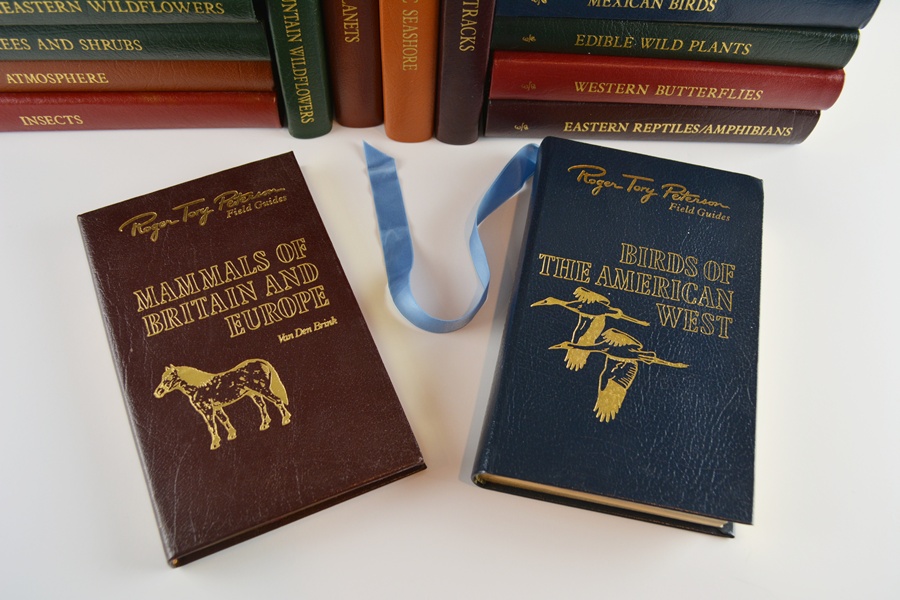 EASTERN WILDFLOWERS
EES AND SHRUBS
ATMOSPHERE
INSECTS
NTAIN WILDFLOWERS
LANETS
C SEASHORE
TRACKS
MEXICAN BIRDS
EDIBLE WILD PLANTS
WESTERN BUTTERFLIES
EASTERN REPTILES/AMPHIBIANS
Roger Tory Peterson
Field Guides
MAMMALS OF
BRITAIN AND
EUROPE
Van Den Brink
Roger Tory Peterson
Field Guides
BIRDS OF
THE AMERICAN
WEST